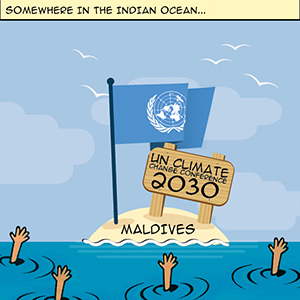 SOMEWHERE IN THE INDIAN OCEAN...
UN CLIMATE
CHANGE CONFERENCE
2030
MALDIVES